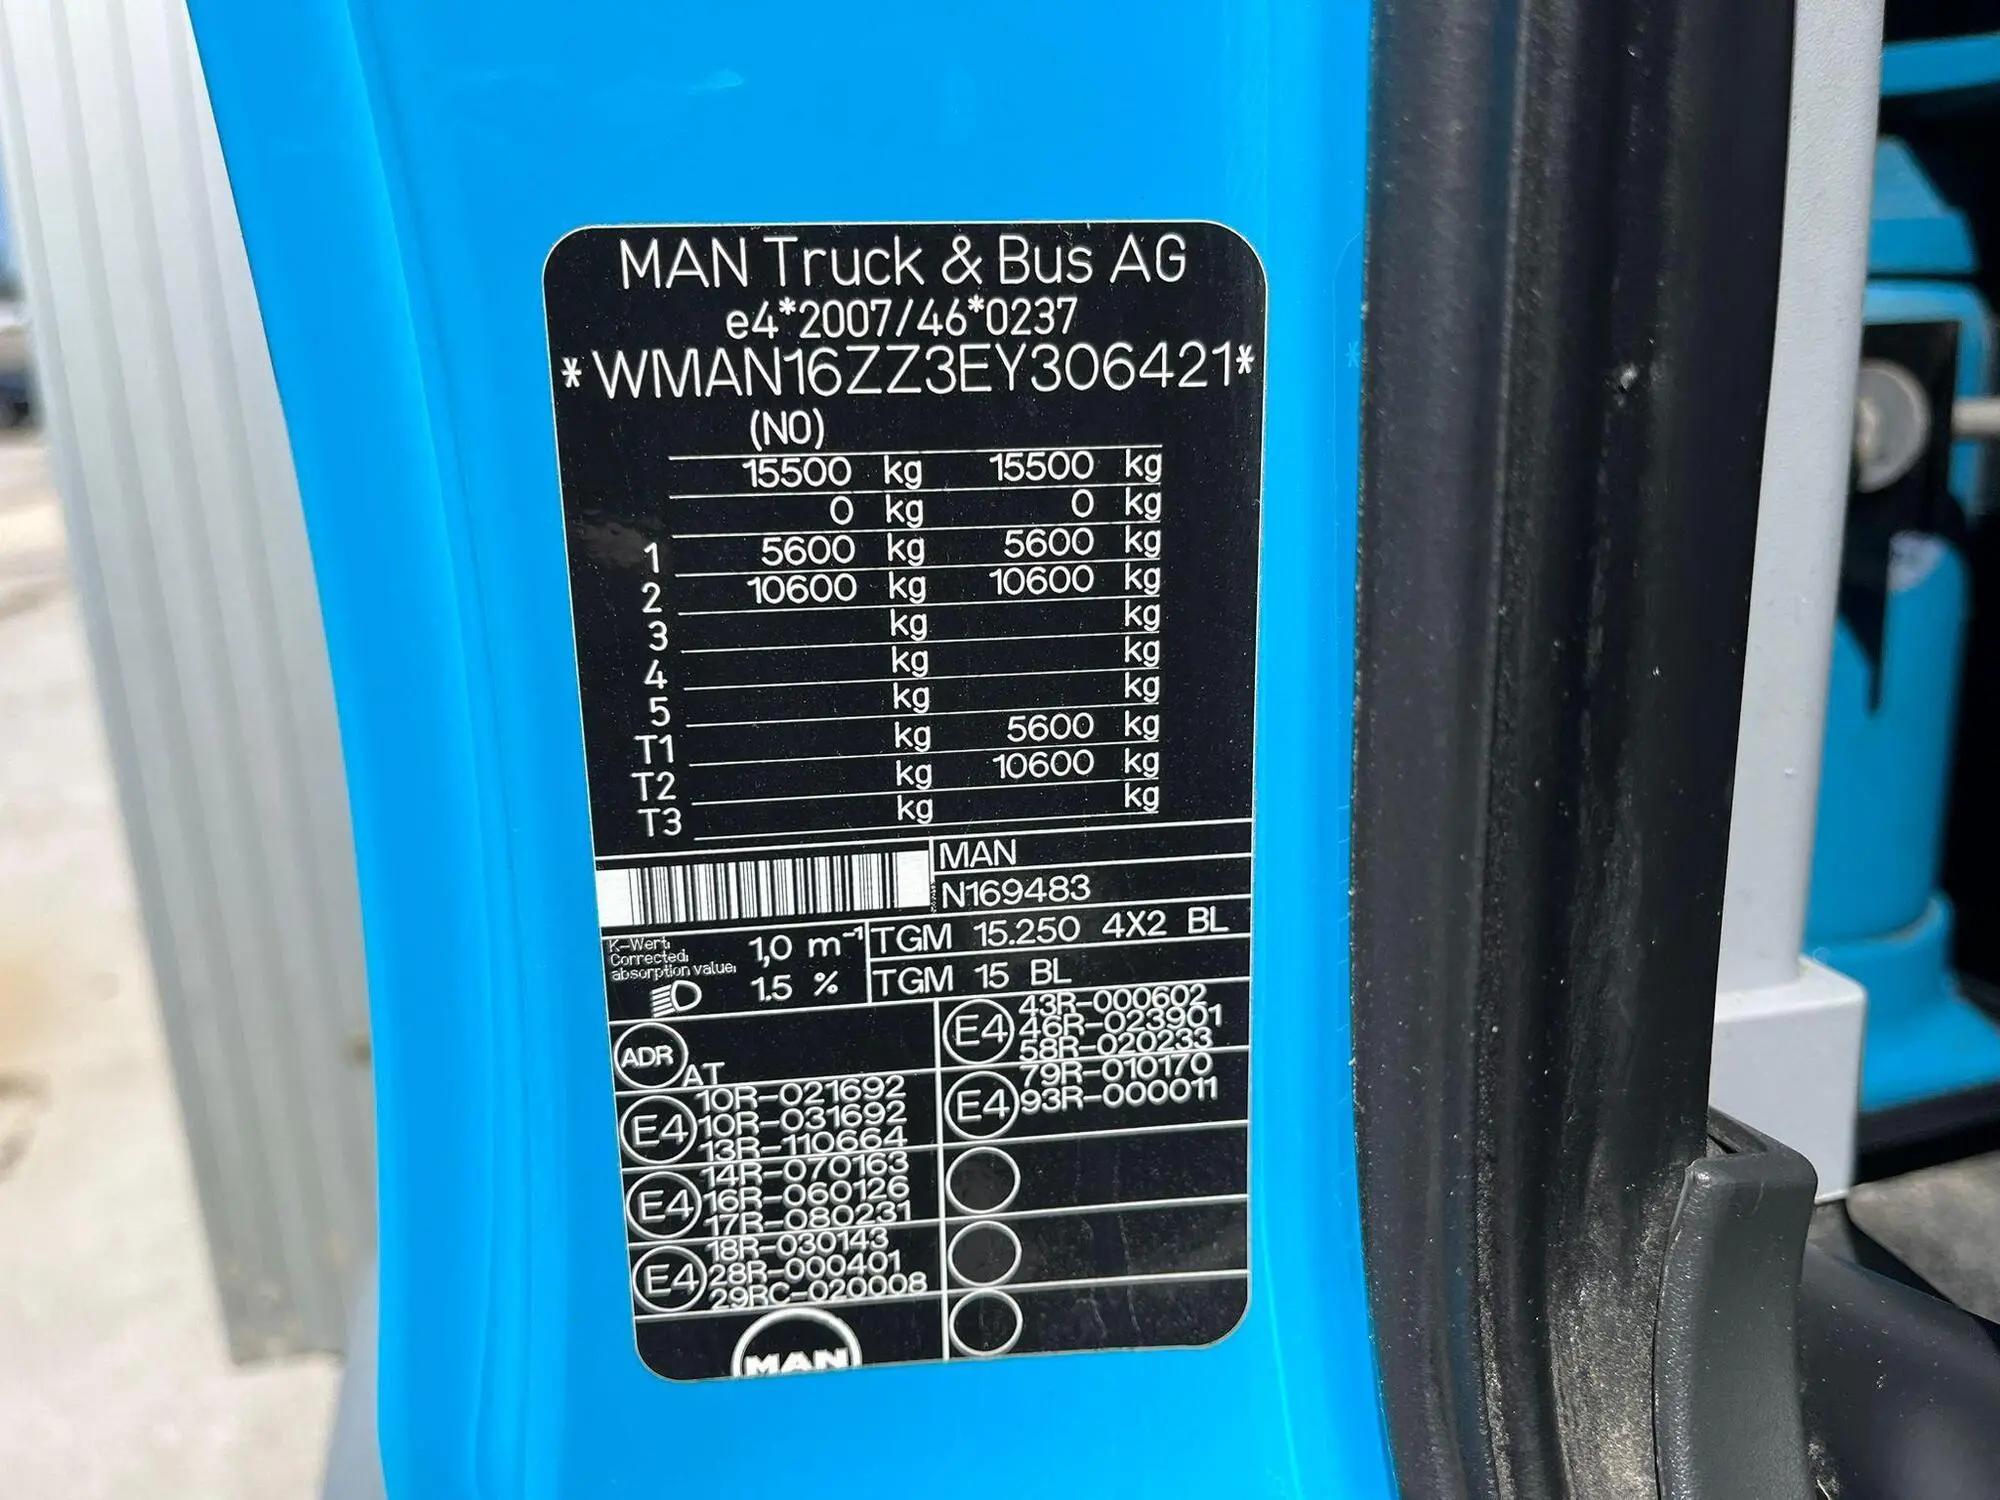 MAN Truck & Bus AG
e4*2007/46*0237
*WMAN16ZZ3EY306421*
(NO)
15500 kg 15500 kg
0 kg 0 kg
1 5600 kg 5600 kg
2 10600 kg 10600 kg
3 kg kg
4 kg kg
5 kg kg
T1 kg 5600 kg
T2 kg 10600 kg
T3 kg kg
MAN
N169483
K-Wert:
Corrected:
absorption value:
1,0 m⁻¹
1.5 %
TGM 15.250 4X2 BL
TGM 15 BL
ADR AT
E4
10R-021692
10R-031692
13R-110664
E4
14R-070163
16R-060126
17R-080231
E4
18R-030143
28R-000401
29RC-020008
E4
43R-000602
46R-023901
58R-020233
E4
79R-010170
93R-000011
MAN